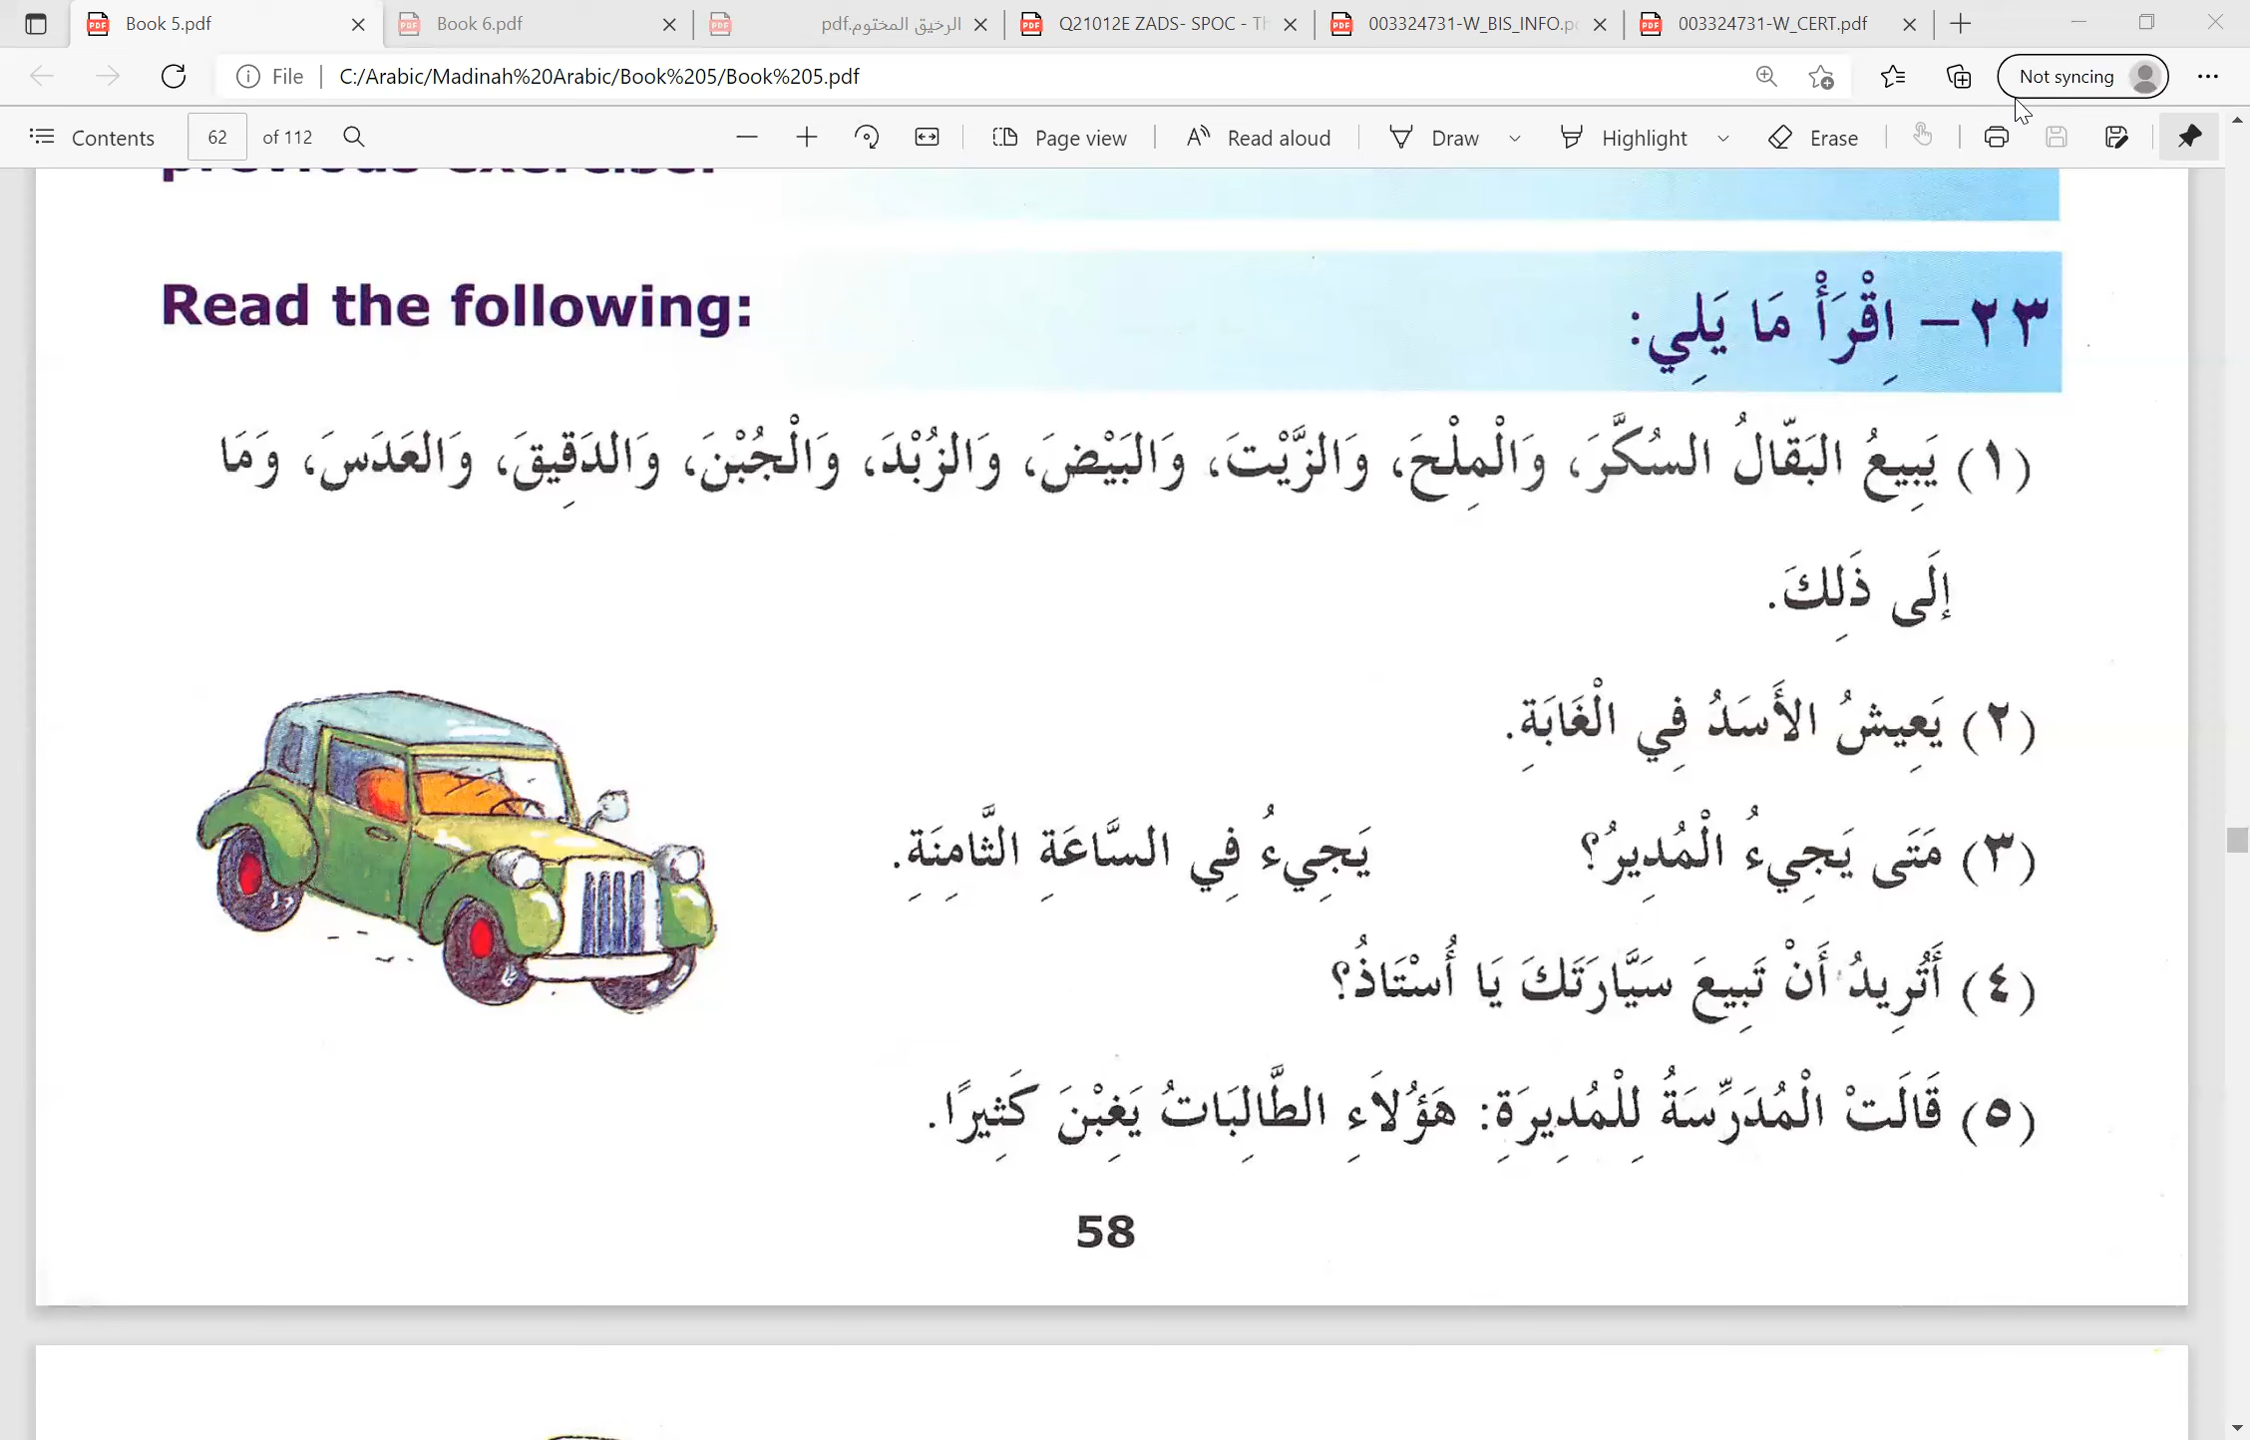 Book 5.pdf
Book 6.pdf
الرحيق المختوم.pdf
Q21012E ZADS- SPOC - Th
003324731-W_BIS_INFO.pd
003324731-W_CERT.pdf
File
C:/Arabic/Madinah%20Arabic/Book%205/Book%205.pdf
Not syncing
Contents
62
of 112
Page view
Read aloud
Draw
Highlight
Erase
previous exercise.
Read the following:
٢٣- اِقْرَأْ مَا يَلِي:
(١) يَبِيعُ البَقّالُ السُكَّرَ، وَالْمِلْحَ، وَالزَّيْتَ، وَالبَيْضَ، وَالزُبْدَ، وَالْجُبْنَ، وَالدَقِيقَ، وَالعَدَسَ، وَمَا
إِلَى ذَلِكَ.
(٢) يَعِيشُ الأَسَدُ فِي الْغَابَةِ.
(٣) مَتَى يَجِيءُ الْمُدِيرُ؟ يَجِيءُ فِي السَّاعَةِ الثَّامِنَةِ.
(٤) أَتُرِيدُ أَنْ تَبِيعَ سَيَّارَتَكَ يَا أُسْتَاذُ؟
(٥) قَالَتْ الْمُدَرِّسَةُ لِلْمُدِيرَةِ: هَؤُلاَءِ الطَّالِبَاتُ يَغِبْنَ كَثِيرًا.
58